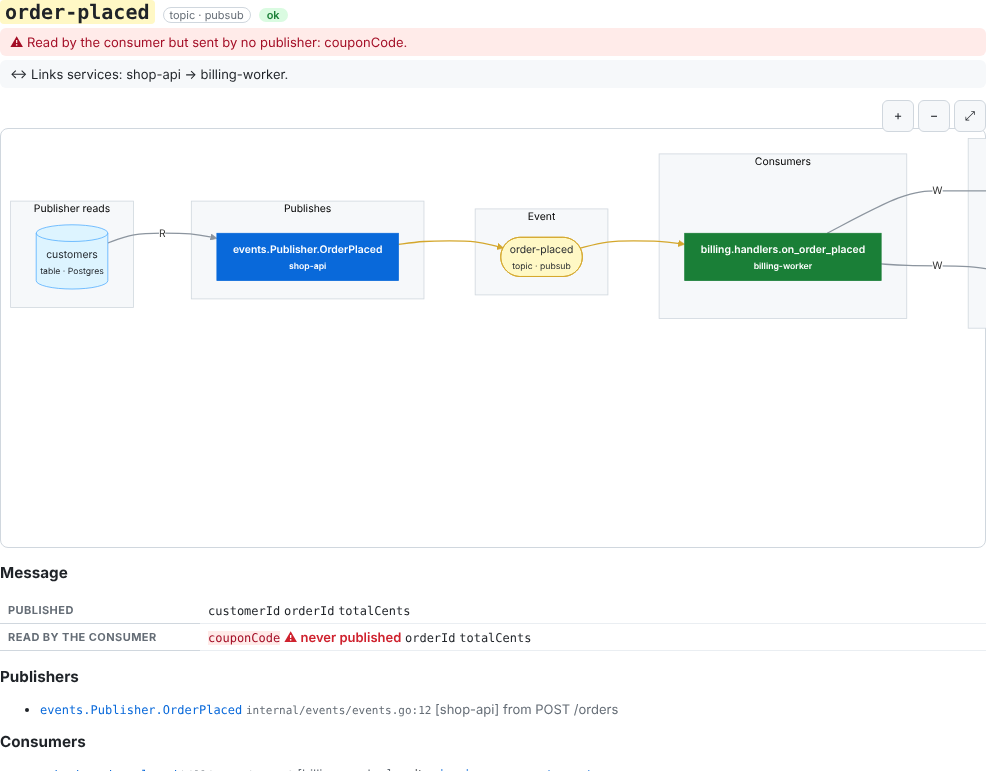 order-placed topic · pubsub ok
⚠ Read by the consumer but sent by no publisher: couponCode.
↔ Links services: shop-api → billing-worker.
+ − ⤢
Publisher reads
customers
table · Postgres
R
Publishes
events.Publisher.OrderPlaced
shop-api
Event
order-placed
topic · pubsub
Consumers
billing.handlers.on_order_placed
billing-worker
W
W
Message
PUBLISHED customerId orderId totalCents
READ BY THE CONSUMER couponCode ⚠ never published orderId totalCents
Publishers
• events.Publisher.OrderPlaced internal/events/events.go:12 [shop-api] from POST /orders
Consumers